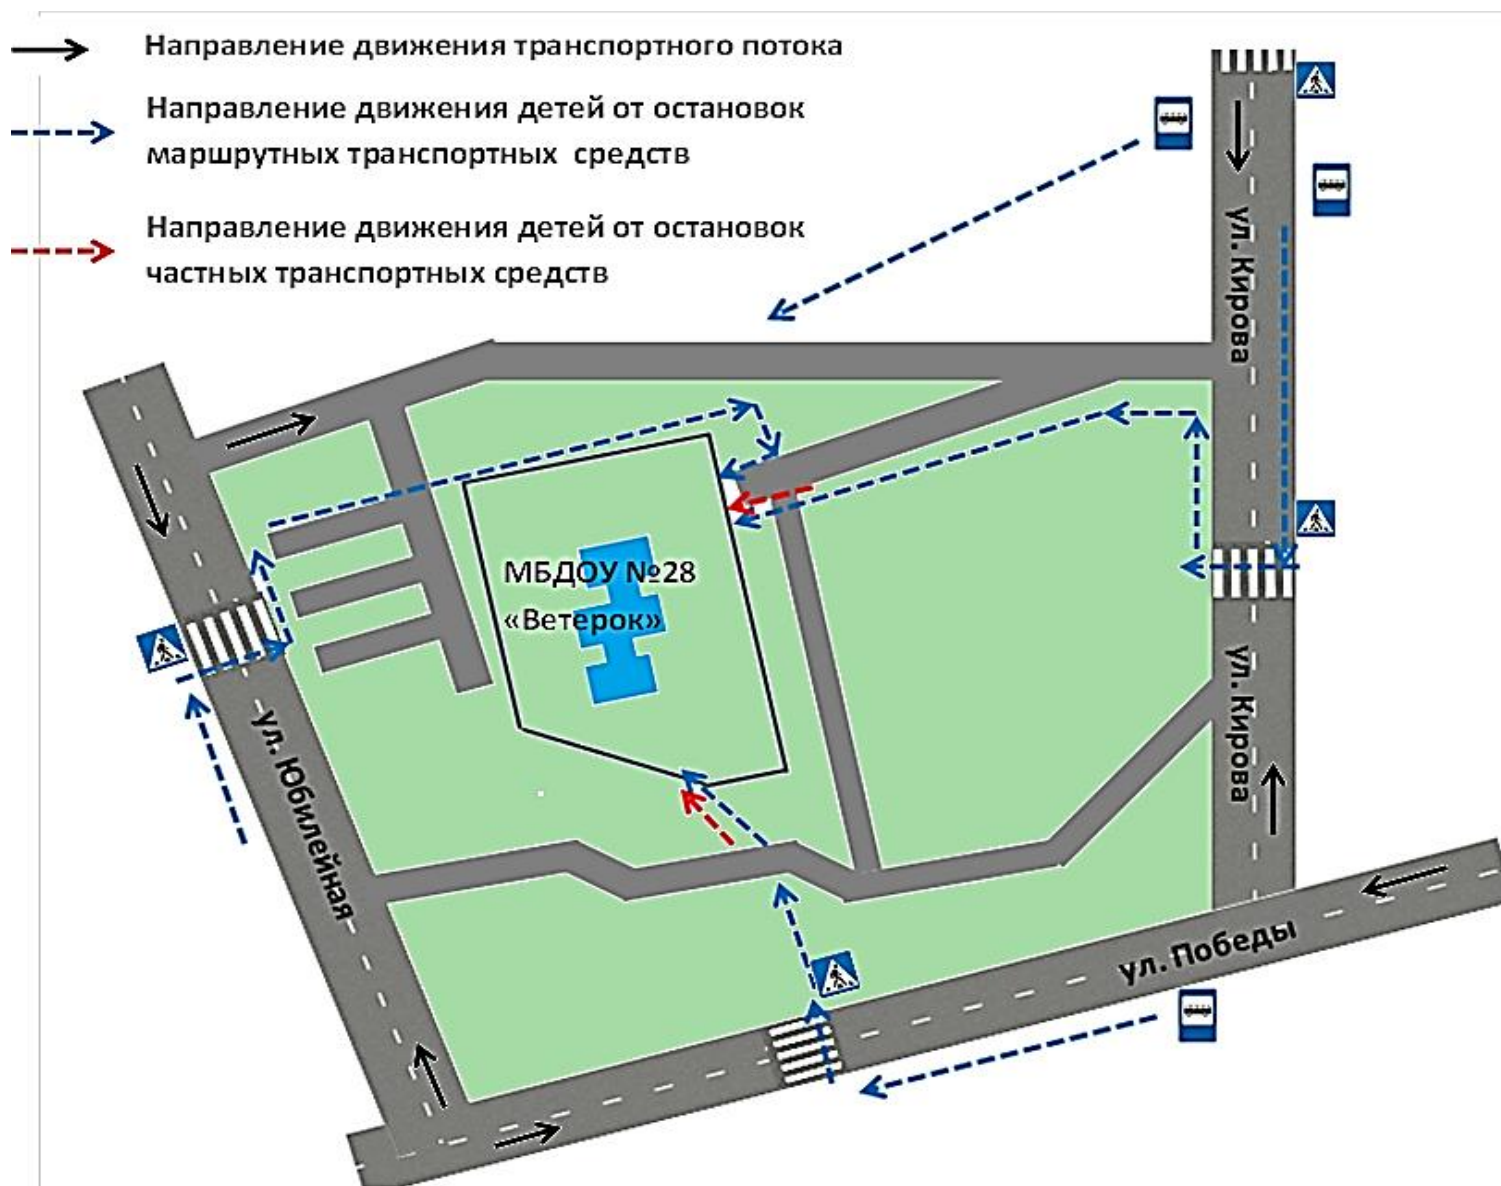 Направление движения транспортного потока
Направление движения детей от остановок
маршрутных транспортных средств
Направление движения детей от остановок
частных транспортных средств
ул. Кирова
МБДОУ №28
«Ветерок»
ул. Кирова
ул. Юбилейная
ул. Победы